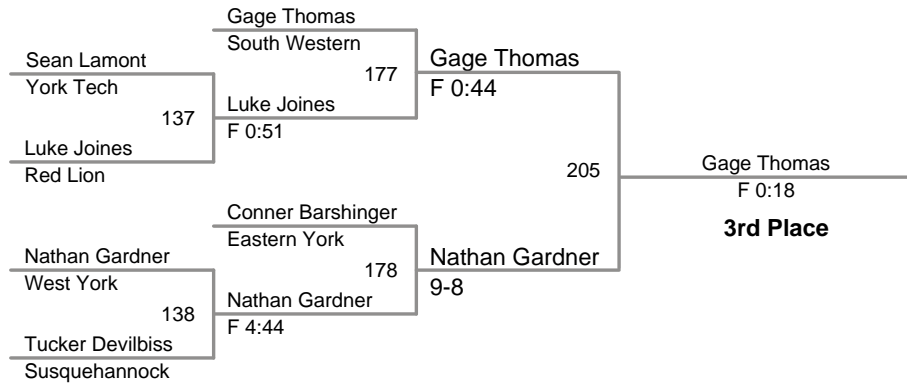 Gage Thomas
South Western
Sean Lamont
York Tech
177
Gage Thomas
F 0:44
137
Luke Joines
F 0:51
Luke Joines
Red Lion
205
Gage Thomas
F 0:18
3rd Place
Conner Barshinger
Eastern York
Nathan Gardner
West York
178
Nathan Gardner
9-8
138
Nathan Gardner
F 4:44
Tucker Devilbiss
Susquehannock